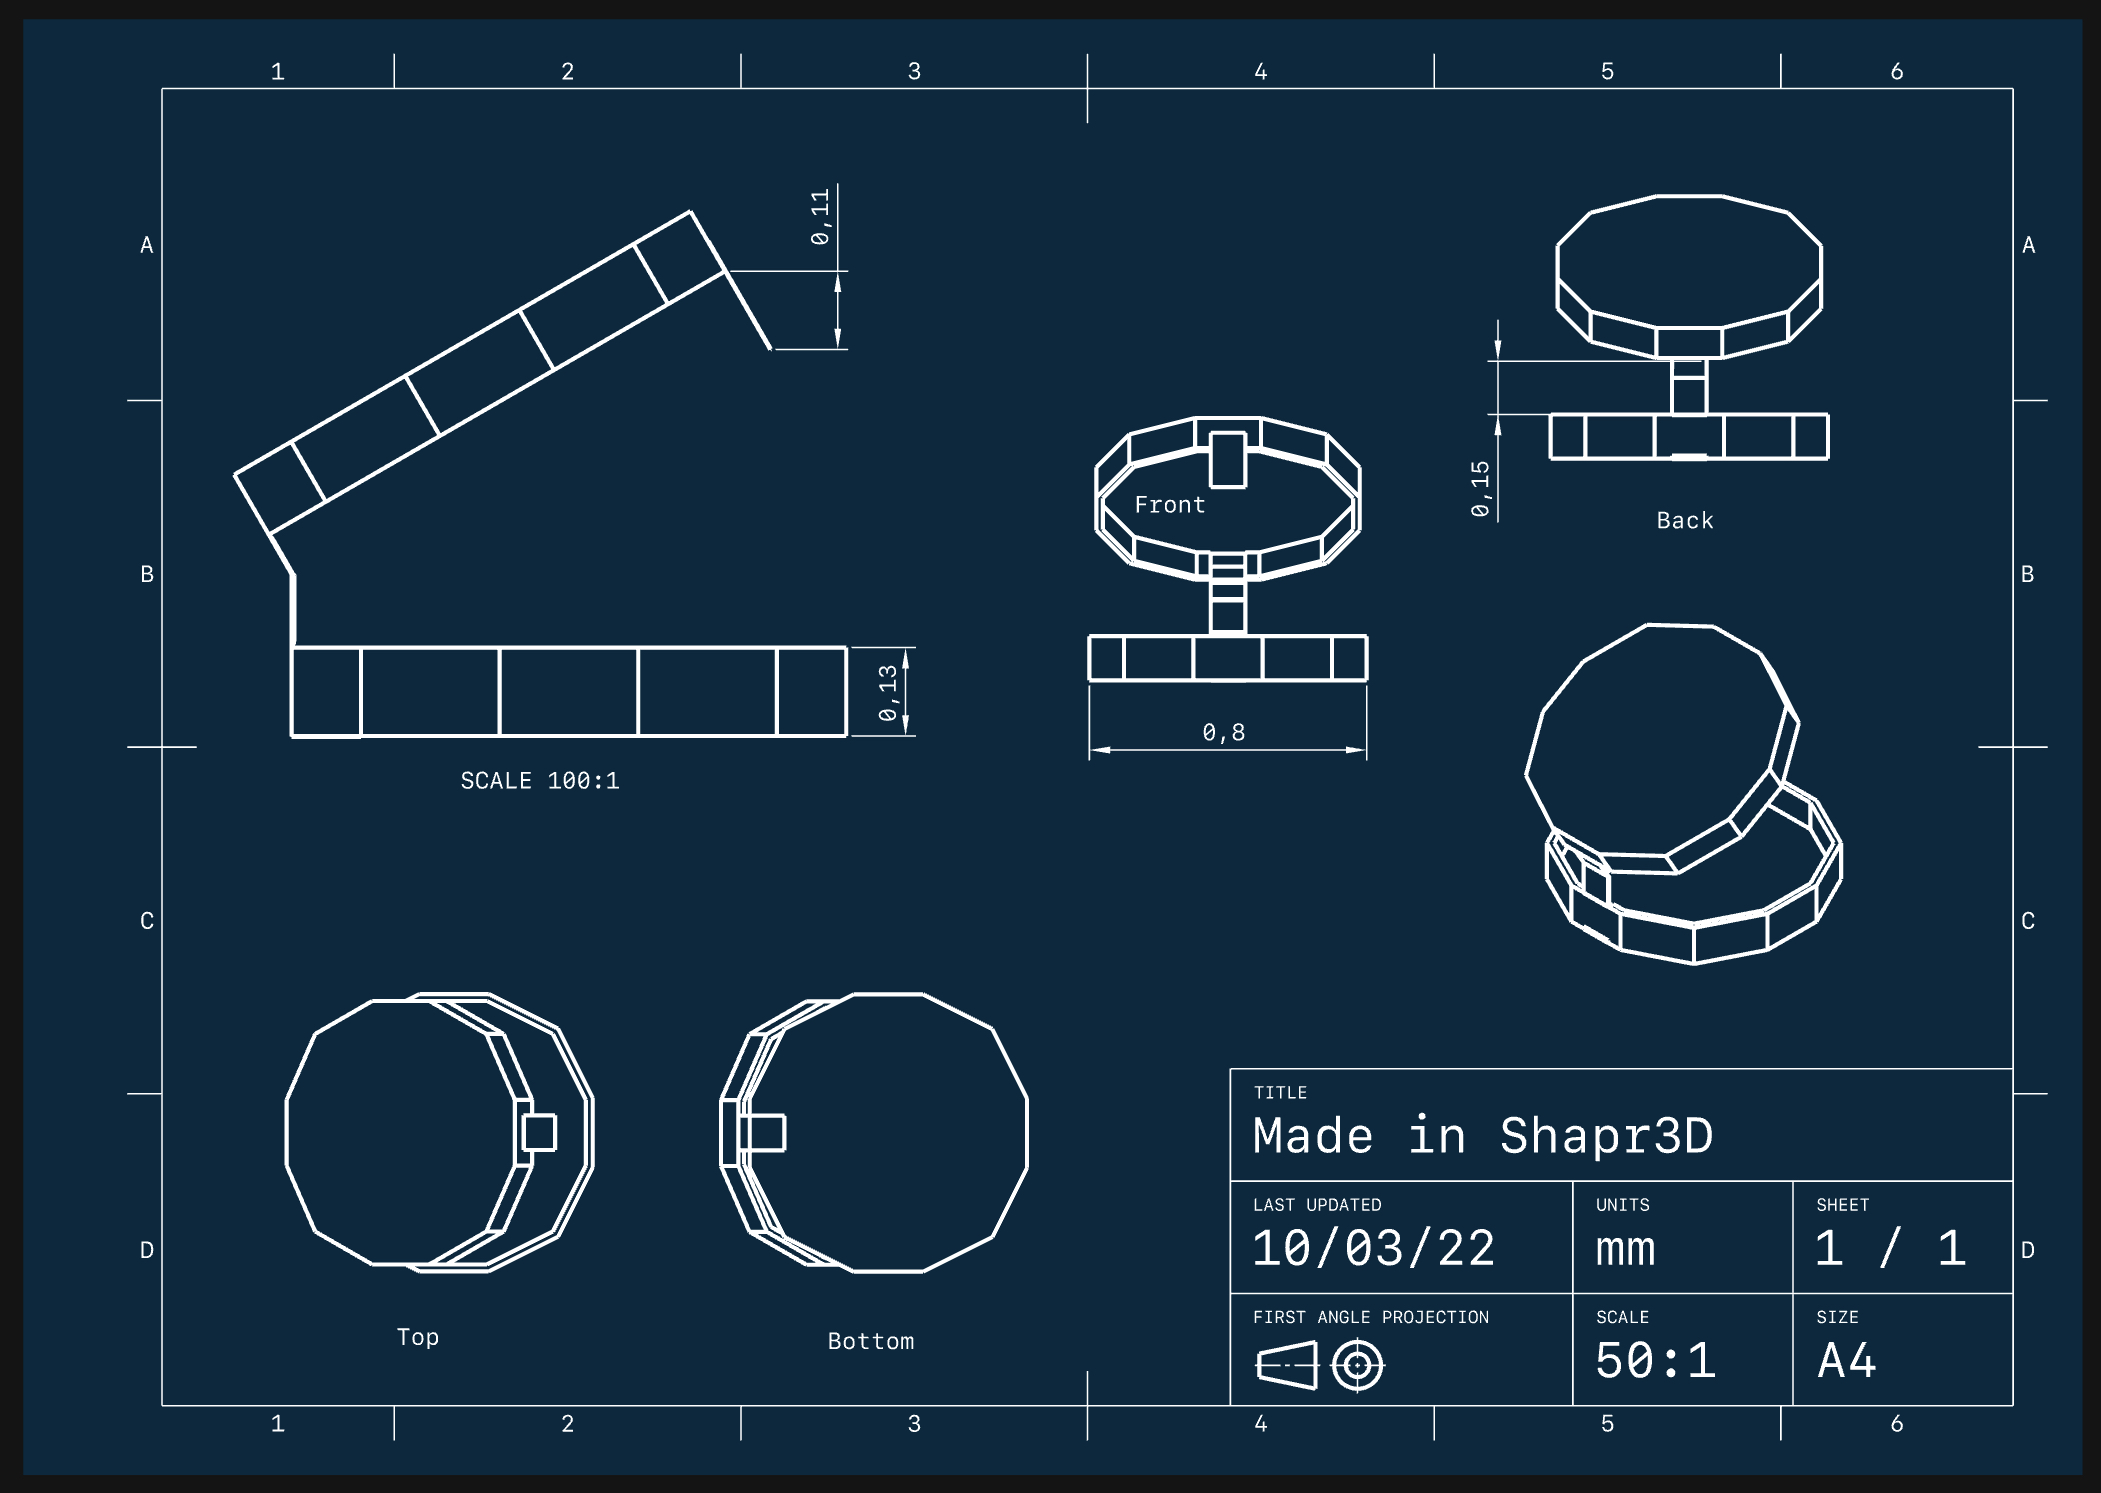 1 2 3 4 5 6
A A
0,11
0,15
Back
Front
B B
0,13
0,8
SCALE 100:1
C C
TITLE
Made in Shapr3D
LAST UPDATED UNITS SHEET
10/03/22 mm 1 / 1
D D
FIRST ANGLE PROJECTION SCALE SIZE
50:1 A4
Top Bottom
1 2 3 4 5 6